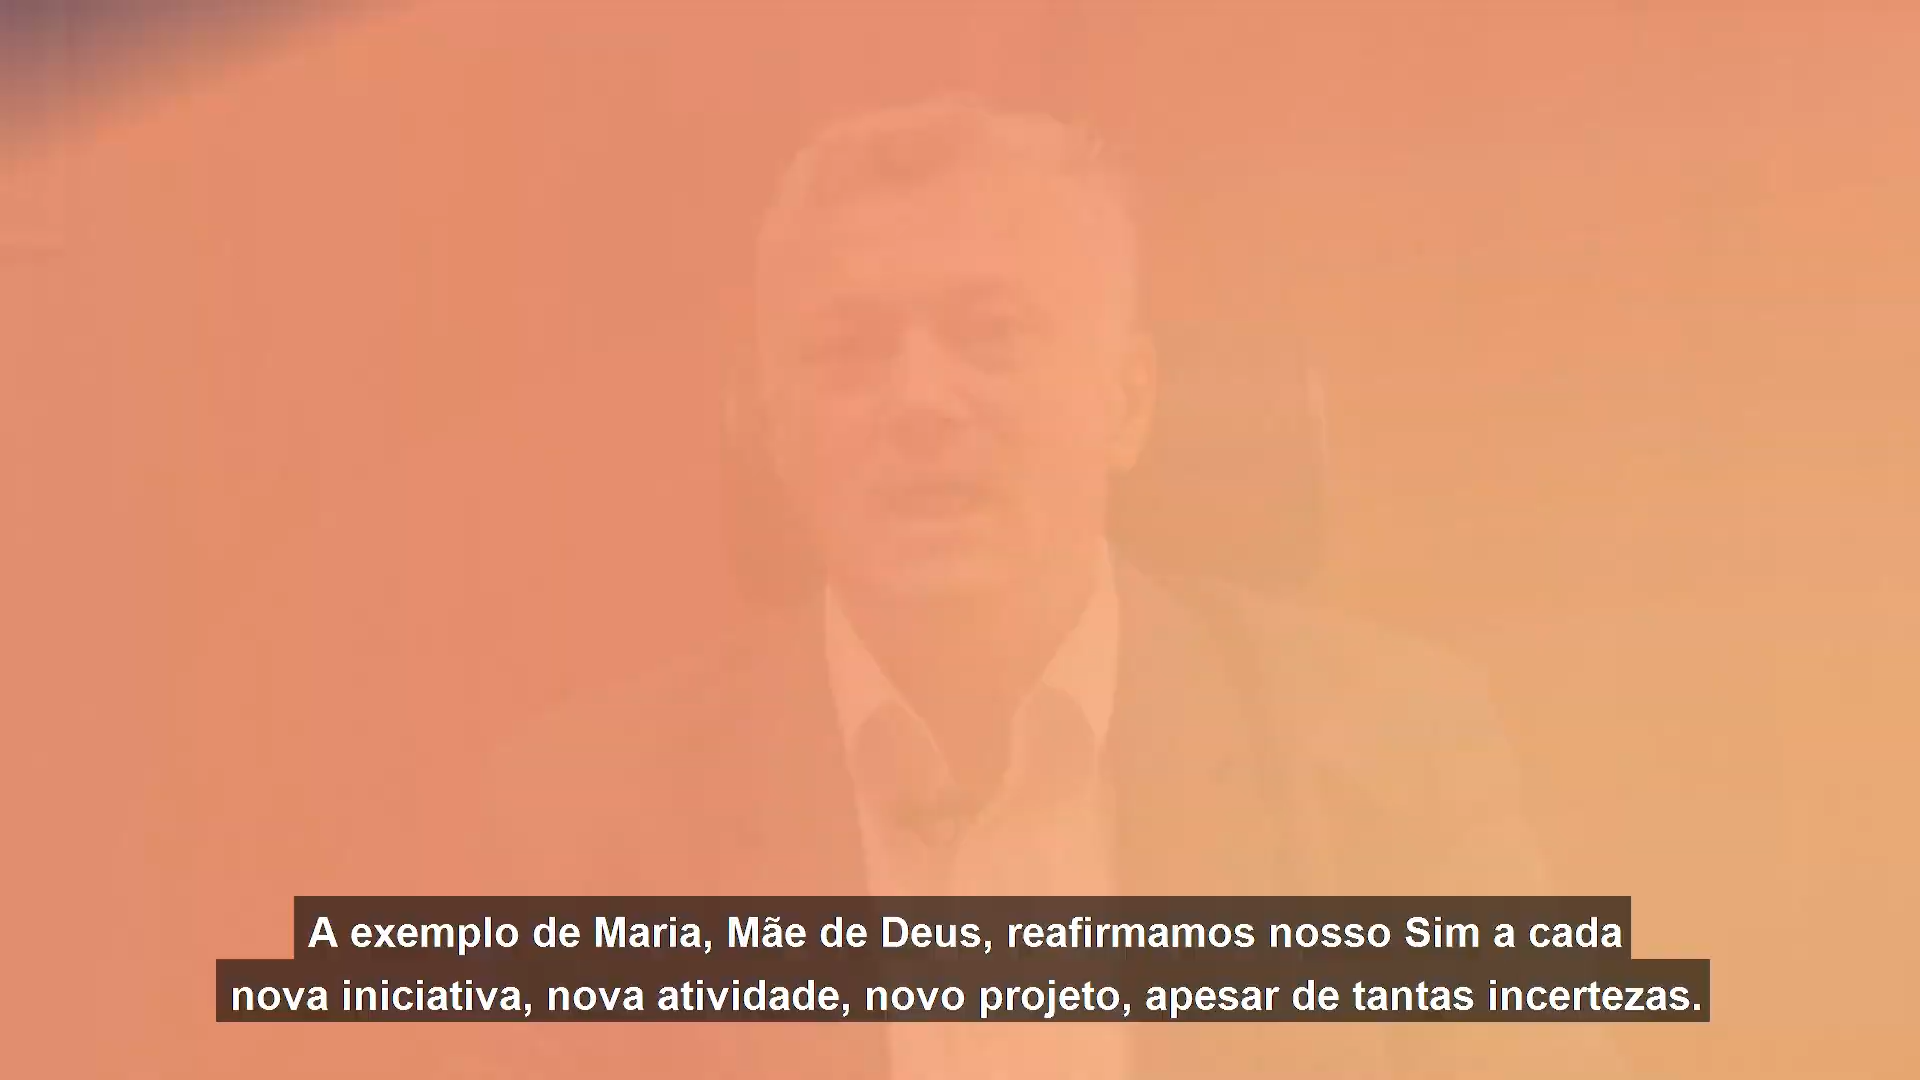 A exemplo de Maria, Mãe de Deus, reafirmamos nosso Sim a cada
nova iniciativa, nova atividade, novo projeto, apesar de tantas incertezas.